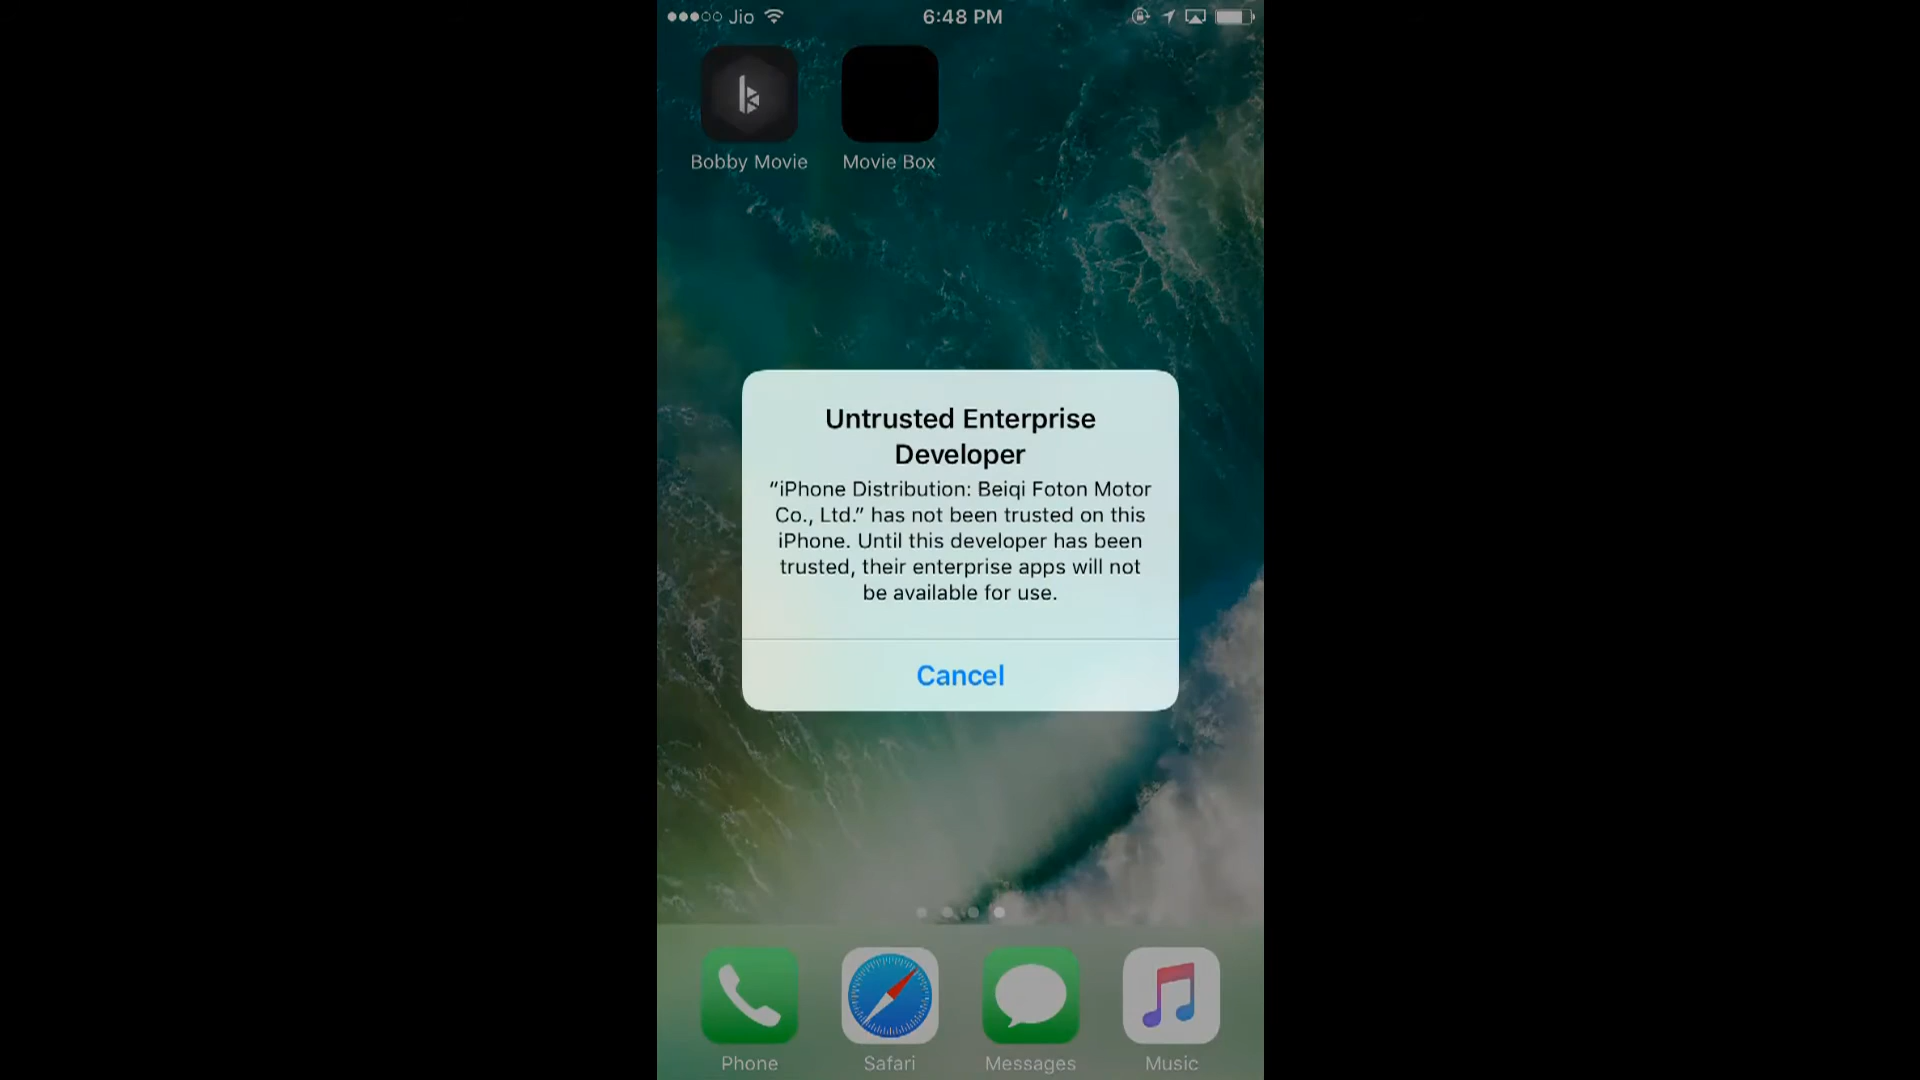 Jio 6:48 PM
Bobby Movie Movie Box
Untrusted Enterprise
Developer
“iPhone Distribution: Beiqi Foton Motor
Co., Ltd.” has not been trusted on this
iPhone. Until this developer has been
trusted, their enterprise apps will not
be available for use.
Cancel
Phone Safari Messages Music